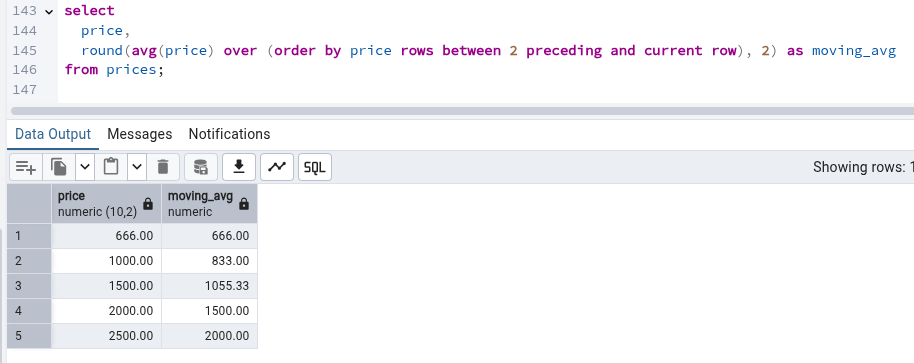 143 select
144 price,
145 round(avg(price) over (order by price rows between 2 preceding and current row), 2) as moving_avg
146 from prices;
147
Data Output Messages Notifications
SQL Showing rows: 1
price moving_avg
numeric (10,2) numeric
1 666.00 666.00
2 1000.00 833.00
3 1500.00 1055.33
4 2000.00 1500.00
5 2500.00 2000.00